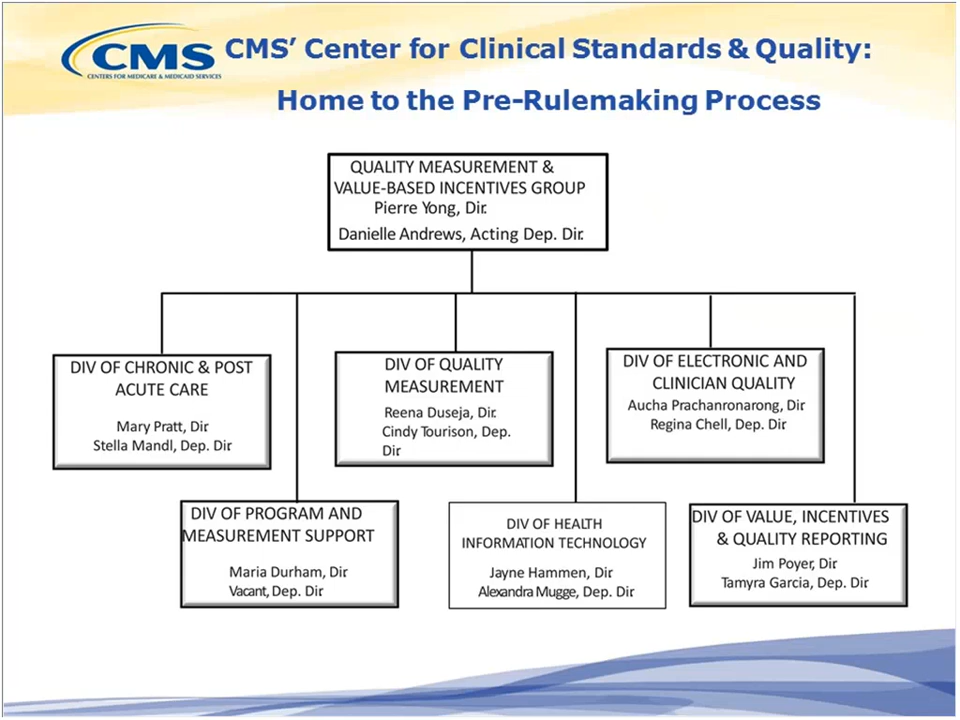 CMS
CENTERS FOR MEDICARE & MEDICAID SERVICES
CMS’ Center for Clinical Standards & Quality:
Home to the Pre-Rulemaking Process
QUALITY MEASUREMENT &
VALUE-BASED INCENTIVES GROUP
Pierre Yong, Dir.
Danielle Andrews, Acting Dep. Dir.
DIV OF CHRONIC & POST
ACUTE CARE
Mary Pratt, Dir.
Stella Mandl, Dep. Dir.
DIV OF QUALITY
MEASUREMENT
Reena Duseja, Dir.
Cindy Tourison, Dep.
Dir.
DIV OF ELECTRONIC AND
CLINICIAN QUALITY
Aucha Prachanronarong, Dir.
Regina Chell, Dep. Dir.
DIV OF PROGRAM AND
MEASUREMENT SUPPORT
Maria Durham, Dir.
Vacant, Dep. Dir.
DIV OF HEALTH
INFORMATION TECHNOLOGY
Jayne Hammen, Dir.
Alexandra Mugge, Dep. Dir.
DIV OF VALUE, INCENTIVES
& QUALITY REPORTING
Jim Poyer, Dir.
Tamyra Garcia, Dep. Dir.